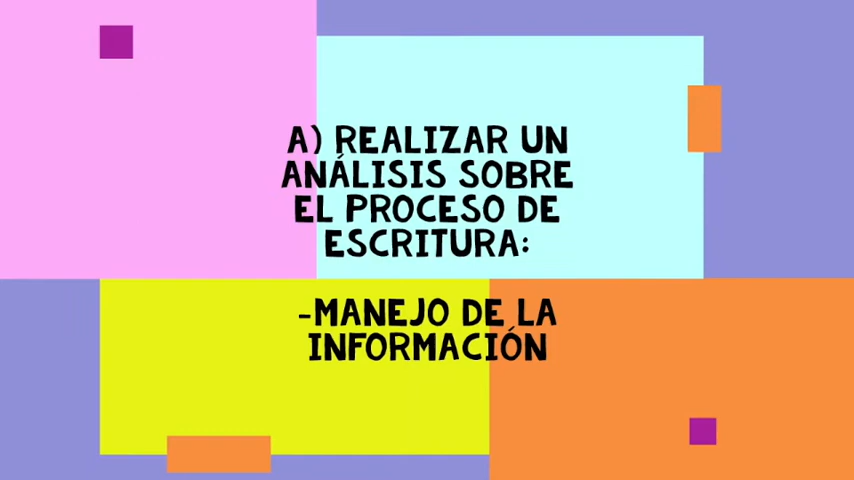 A) REALIZAR UN
ANÁLISIS SOBRE
EL PROCESO DE
ESCRITURA:
-MANEJO DE LA
INFORMACIÓN